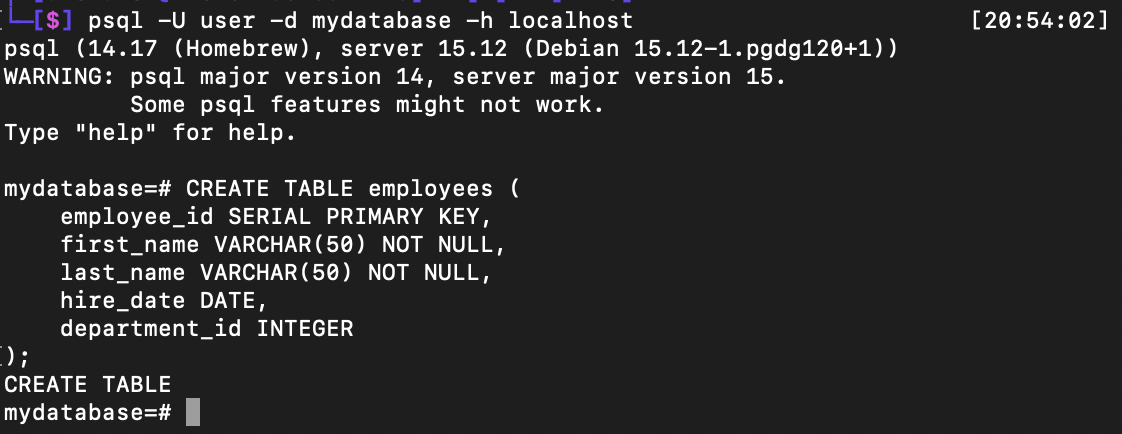 └─[$] psql -U user -d mydatabase -h localhost [20:54:02]
psql (14.17 (Homebrew), server 15.12 (Debian 15.12-1.pgdg120+1))
WARNING: psql major version 14, server major version 15.
         Some psql features might not work.
Type "help" for help.
mydatabase=# CREATE TABLE employees (
    employee_id SERIAL PRIMARY KEY,
    first_name VARCHAR(50) NOT NULL,
    last_name VARCHAR(50) NOT NULL,
    hire_date DATE,
    department_id INTEGER
);
CREATE TABLE
mydatabase=#